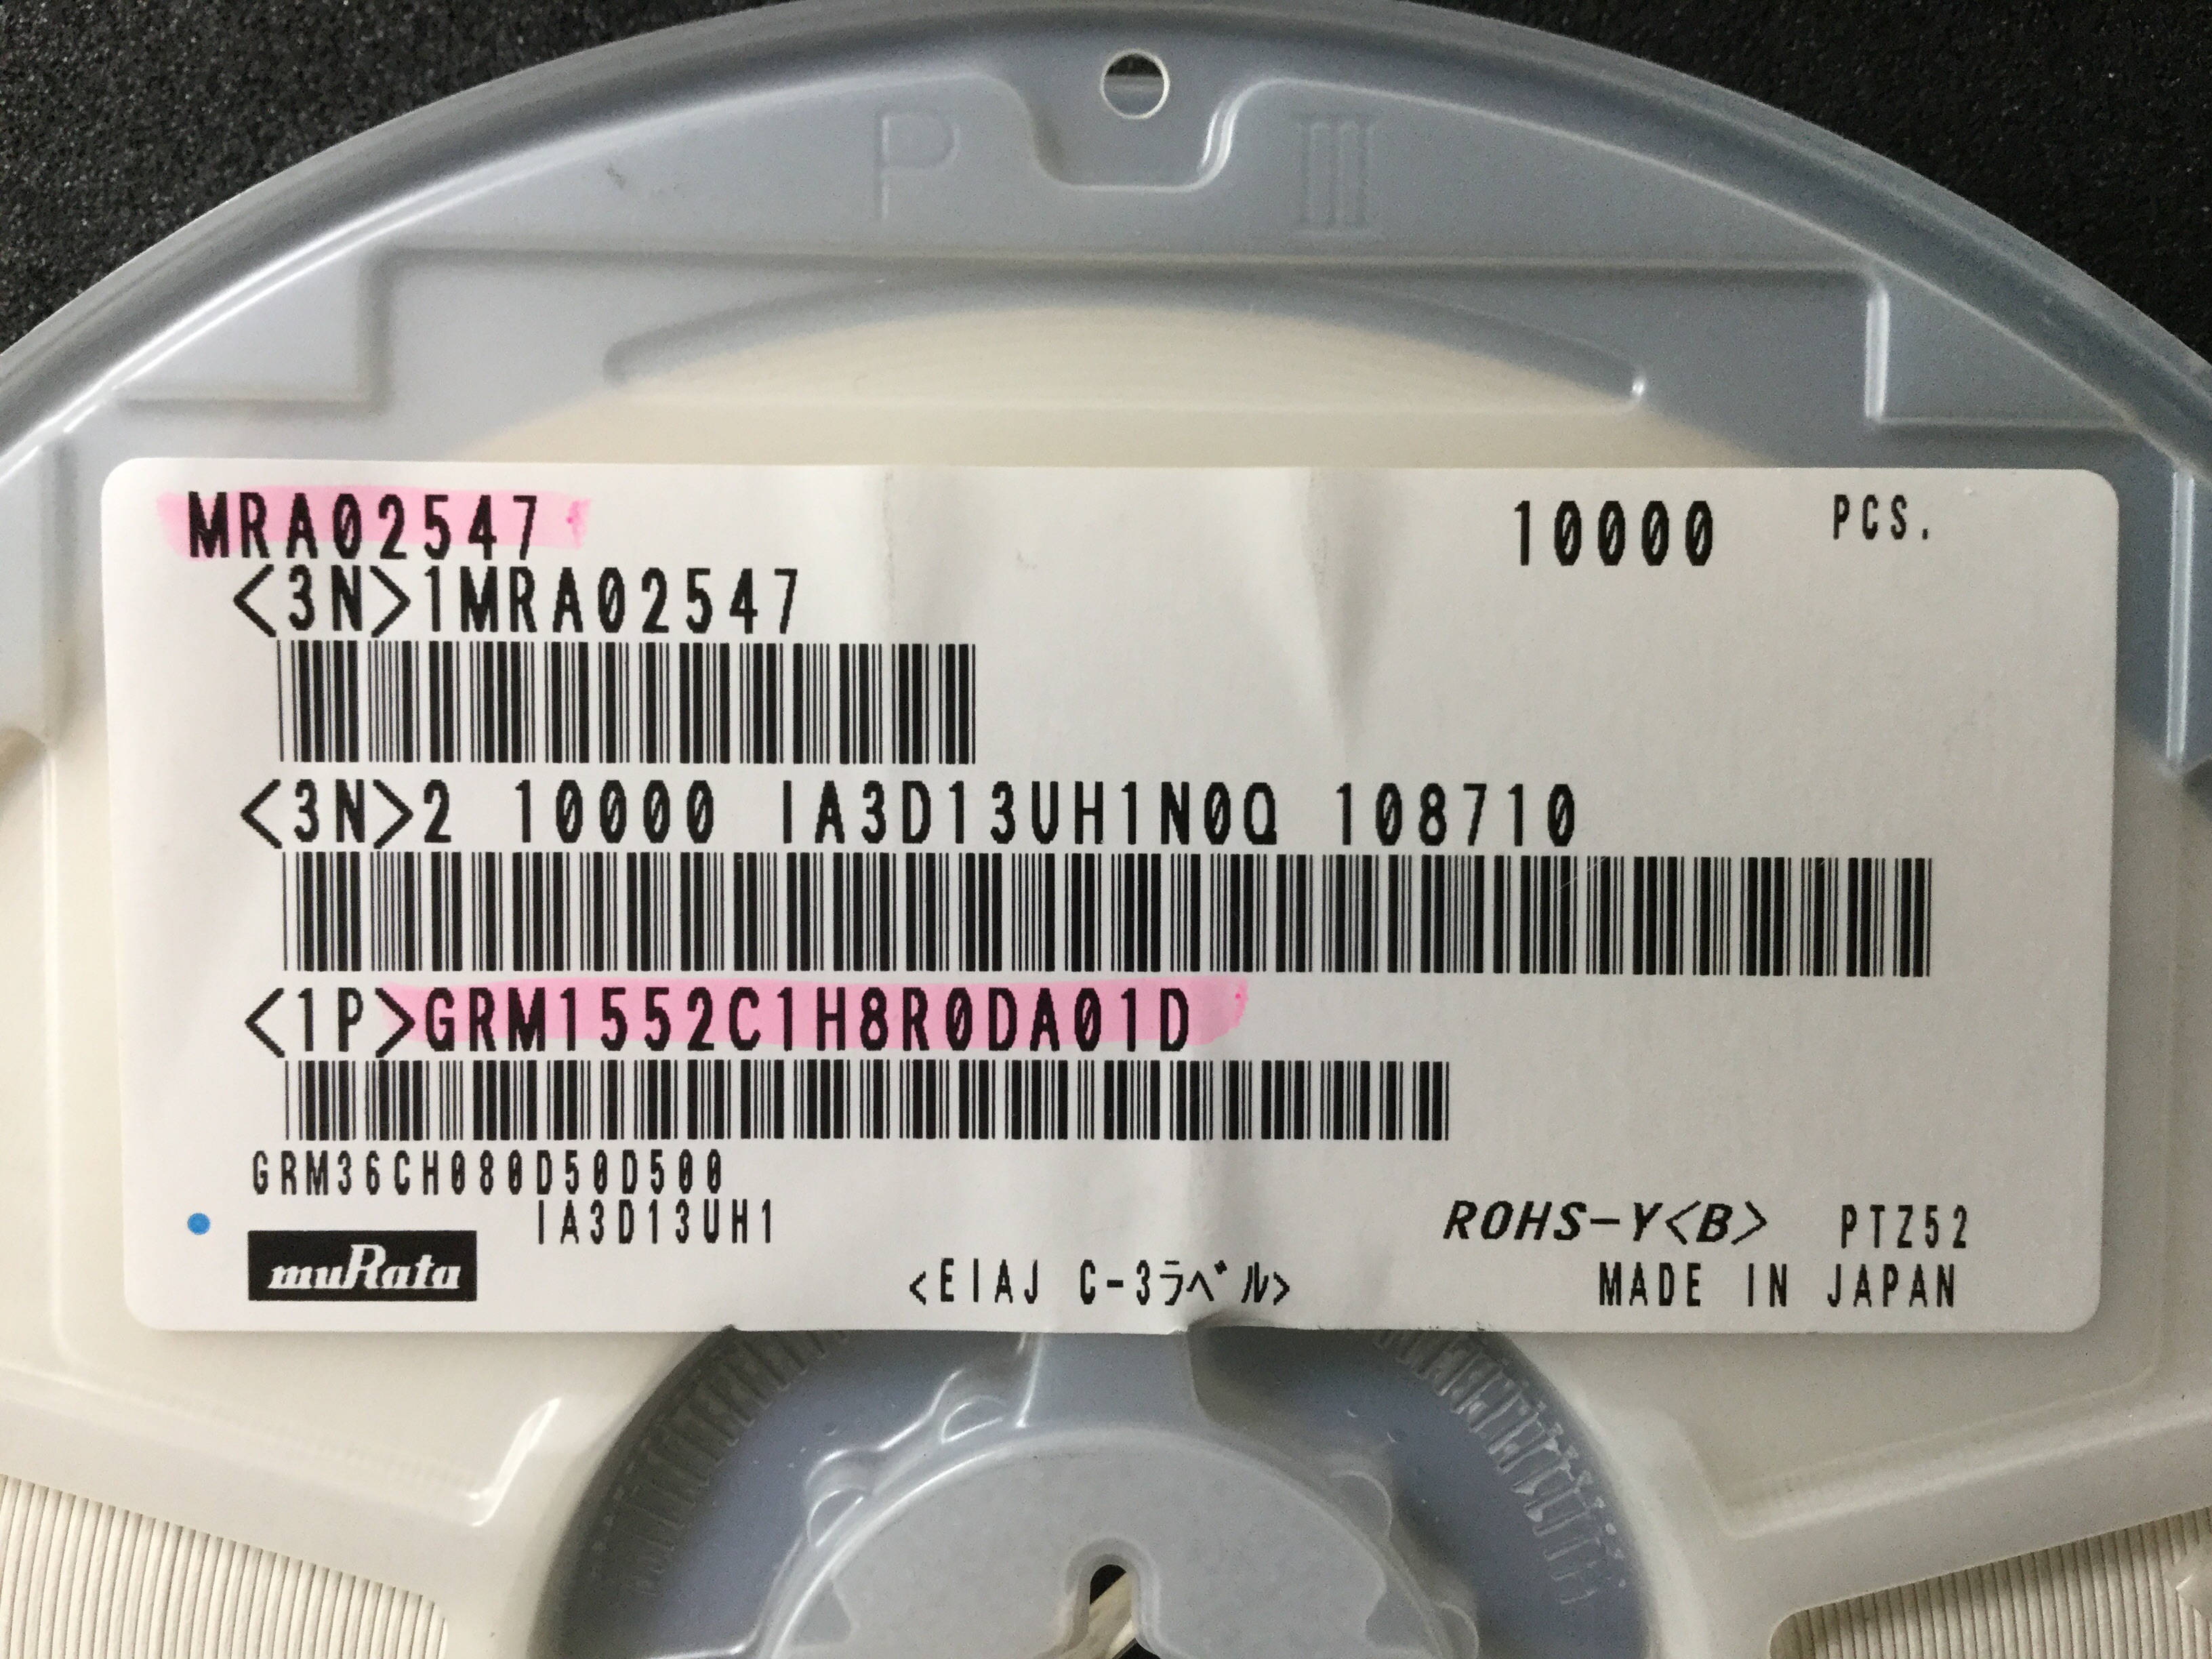 P III
MRA02547 10000 PCS.
<3N>1MRA02547
<3N>2 10000 IA3D13UH1N0Q 108710
<1P>GRM1552C1H8R0DA01D
GRM36CH080D50D500
IA3D13UH1 ROHS-Y<B> PTZ52
muRata <EIAJ C-3ラベル> MADE IN JAPAN